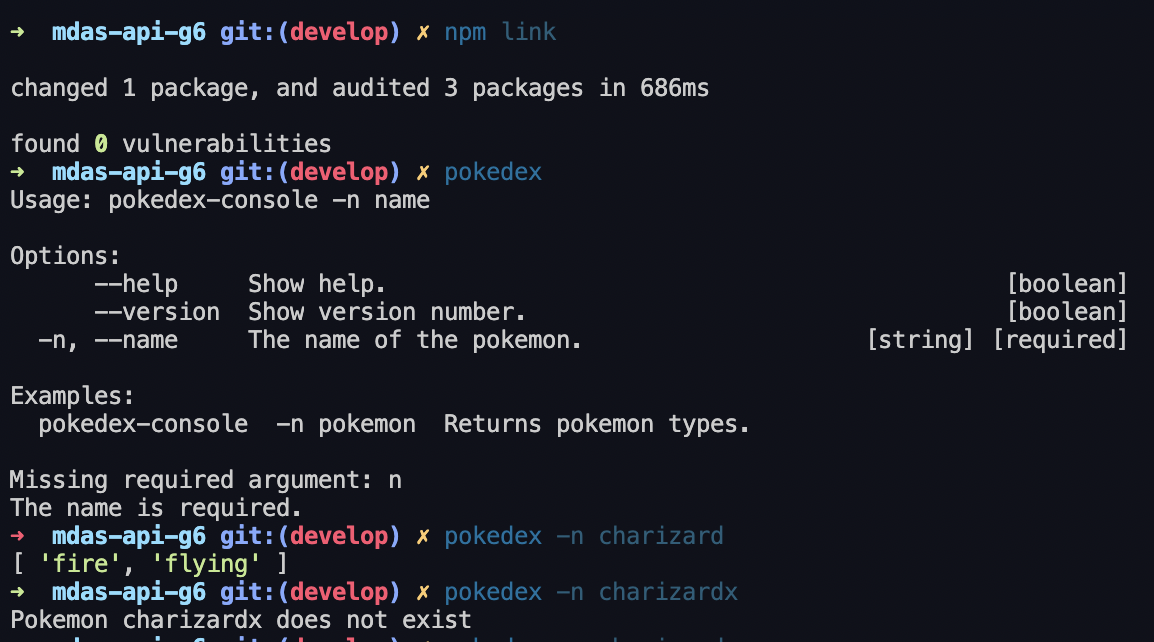 → mdas-api-g6 git:(develop) ✗ npm link
changed 1 package, and audited 3 packages in 686ms
found 0 vulnerabilities
→ mdas-api-g6 git:(develop) ✗ pokedex
Usage: pokedex-console -n name
Options:
--help Show help. [boolean]
--version Show version number. [boolean]
-n, --name The name of the pokemon. [string] [required]
Examples:
pokedex-console -n pokemon Returns pokemon types.
Missing required argument: n
The name is required.
→ mdas-api-g6 git:(develop) ✗ pokedex -n charizard
[ 'fire', 'flying' ]
→ mdas-api-g6 git:(develop) ✗ pokedex -n charizardx
Pokemon charizardx does not exist